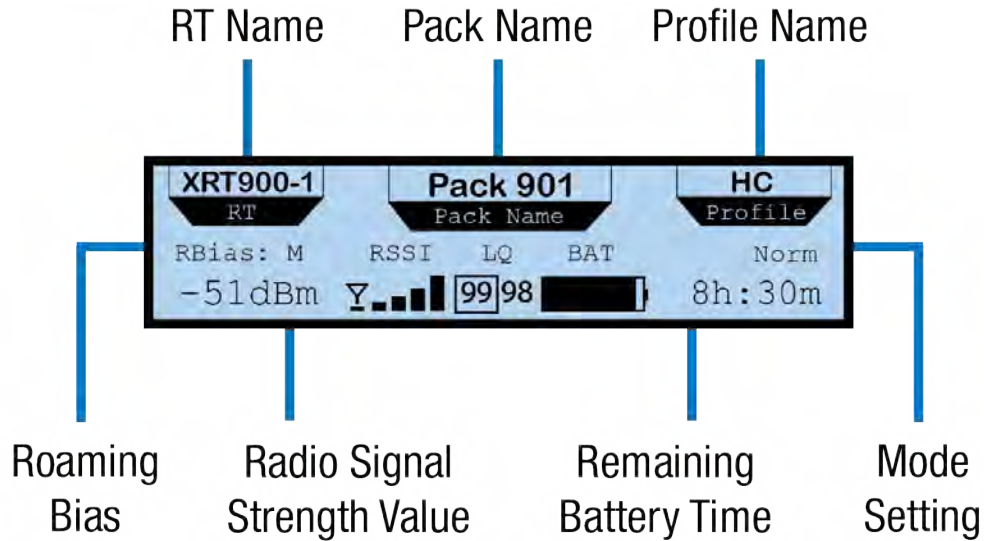 RT Name Pack Name Profile Name
XRT900-1 Pack 901 HC
RT Pack Name Profile
RBias: M RSSI LQ BAT Norm
-51dBm 99 98 8h:30m
Roaming Radio Signal Remaining Mode
Bias Strength Value Battery Time Setting